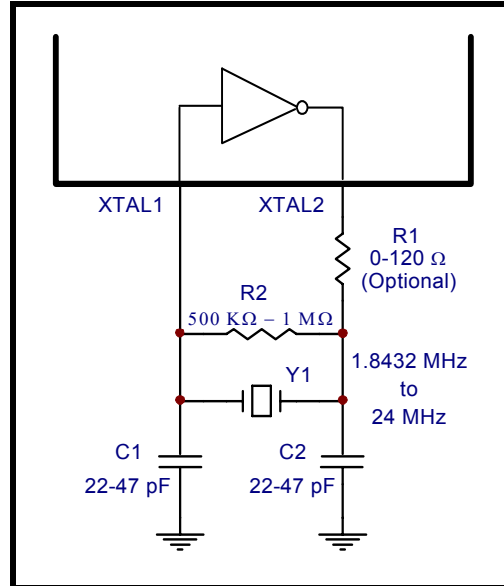 XTAL1
XTAL2
R1
0-120 Ω
(Optional)
R2
500 KΩ – 1 MΩ
Y1
1.8432 MHz
to
24 MHz
C1
22-47 pF
C2
22-47 pF